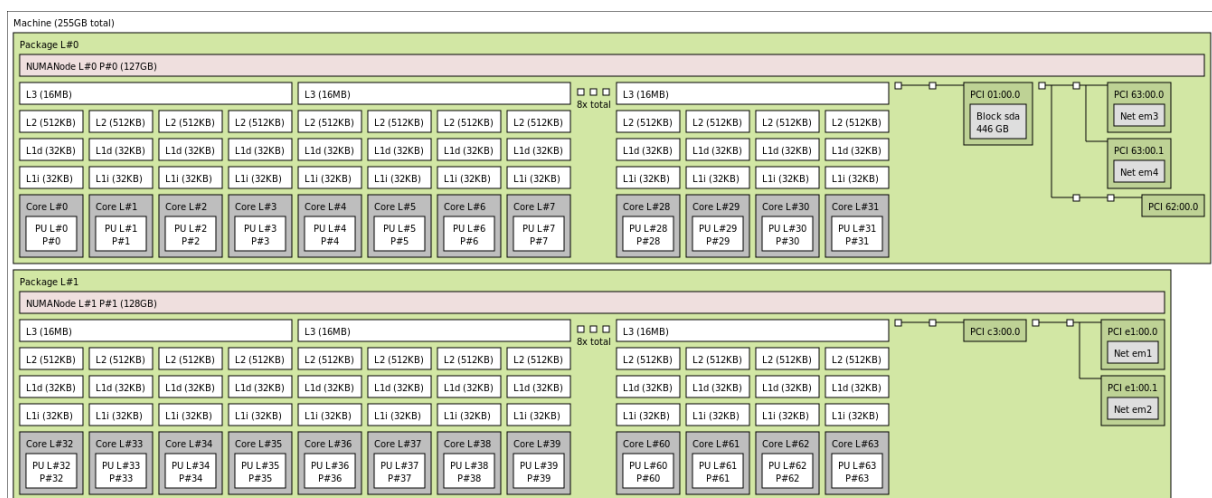 Machine (255GB total)
Package L#0
NUMANode L#0 P#0 (127GB)
L3 (16MB) L3 (16MB) 8x total L3 (16MB)
L2 (512KB) L2 (512KB) L2 (512KB) L2 (512KB) L2 (512KB) L2 (512KB) L2 (512KB) L2 (512KB) L2 (512KB) L2 (512KB) L2 (512KB) L2 (512KB)
L1d (32KB) L1d (32KB) L1d (32KB) L1d (32KB) L1d (32KB) L1d (32KB) L1d (32KB) L1d (32KB) L1d (32KB) L1d (32KB) L1d (32KB) L1d (32KB)
L1i (32KB) L1i (32KB) L1i (32KB) L1i (32KB) L1i (32KB) L1i (32KB) L1i (32KB) L1i (32KB) L1i (32KB) L1i (32KB) L1i (32KB) L1i (32KB)
Core L#0 Core L#1 Core L#2 Core L#3 Core L#4 Core L#5 Core L#6 Core L#7 Core L#28 Core L#29 Core L#30 Core L#31
PU L#0 PU L#1 PU L#2 PU L#3 PU L#4 PU L#5 PU L#6 PU L#7 PU L#28 PU L#29 PU L#30 PU L#31
P#0 P#1 P#2 P#3 P#4 P#5 P#6 P#7 P#28 P#29 P#30 P#31
PCI 01:00.0
Block sda
446 GB
PCI 63:00.0
Net em3
PCI 63:00.1
Net em4
PCI 62:00.0
Package L#1
NUMANode L#1 P#1 (128GB)
L3 (16MB) L3 (16MB) 8x total L3 (16MB)
L2 (512KB) L2 (512KB) L2 (512KB) L2 (512KB) L2 (512KB) L2 (512KB) L2 (512KB) L2 (512KB) L2 (512KB) L2 (512KB) L2 (512KB) L2 (512KB)
L1d (32KB) L1d (32KB) L1d (32KB) L1d (32KB) L1d (32KB) L1d (32KB) L1d (32KB) L1d (32KB) L1d (32KB) L1d (32KB) L1d (32KB) L1d (32KB)
L1i (32KB) L1i (32KB) L1i (32KB) L1i (32KB) L1i (32KB) L1i (32KB) L1i (32KB) L1i (32KB) L1i (32KB) L1i (32KB) L1i (32KB) L1i (32KB)
Core L#32 Core L#33 Core L#34 Core L#35 Core L#36 Core L#37 Core L#38 Core L#39 Core L#60 Core L#61 Core L#62 Core L#63
PU L#32 PU L#33 PU L#34 PU L#35 PU L#36 PU L#37 PU L#38 PU L#39 PU L#60 PU L#61 PU L#62 PU L#63
P#32 P#33 P#34 P#35 P#36 P#37 P#38 P#39 P#60 P#61 P#62 P#63
PCI c3:00.0
PCI e1:00.0
Net em1
PCI e1:00.1
Net em2